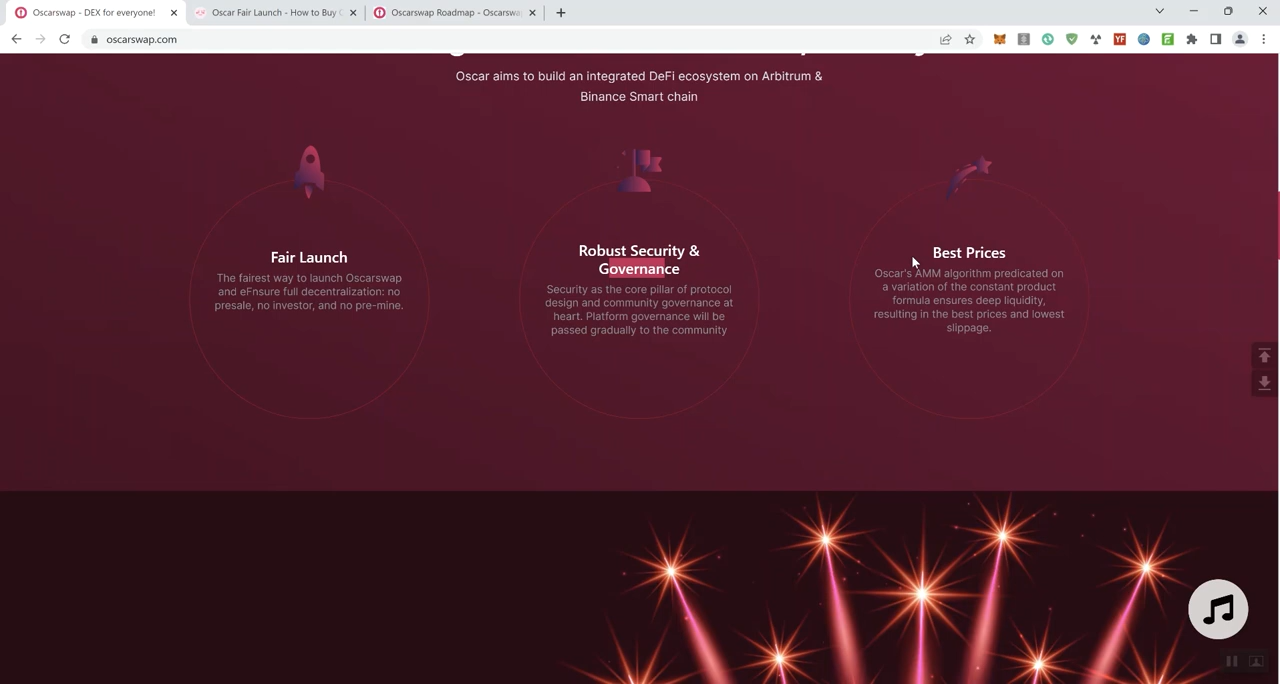 Oscarswap - DEX for everyone!
Oscar Fair Launch - How to Buy
Oscarswap Roadmap - Oscarswa
oscarswap.com
YF
Oscar aims to build an integrated DeFi ecosystem on Arbitrum &
Binance Smart chain
Fair Launch
The fairest way to launch Oscarswap
and eFnsure full decentralization: no
presale, no investor, and no pre-mine.
Robust Security &
Governance
Security as the core pillar of protocol
design and community governance at
heart. Platform governance will be
passed gradually to the community
Best Prices
Oscar's AMM algorithm predicated on
a variation of the constant product
formula ensures deep liquidity,
resulting in the best prices and lowest
slippage.